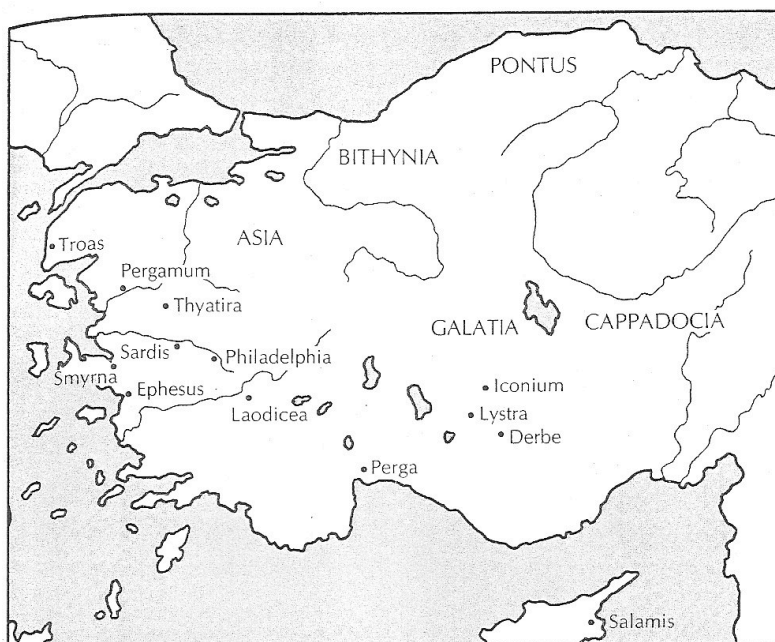 PONTUS
BITHYNIA
ASIA
Troas
Pergamum
Thyatira
GALATIA
CAPPADOCIA
Sardis
Philadelphia
Smyrna
Ephesus
Laodicea
Iconium
Lystra
Derbe
Perga
Salamis